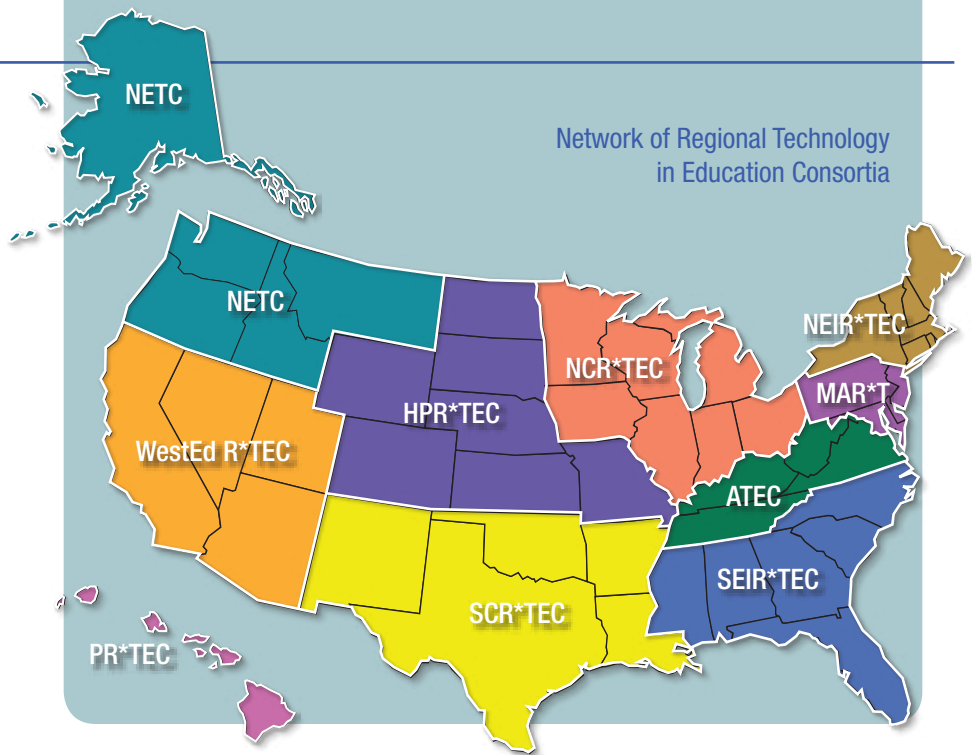 NETC
Network of Regional Technology
in Education Consortia
NETC
NEIR*TEC
NCR*TEC
MAR*T
HPR*TEC
WestEd R*TEC
ATEC
SEIR*TEC
SCR*TEC
PR*TEC